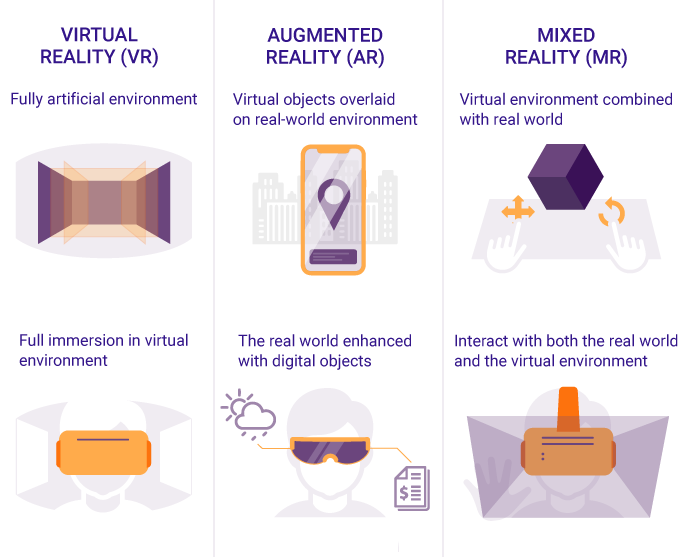 VIRTUAL
REALITY (VR)
Fully artificial environment
Full immersion in virtual
environment
AUGMENTED
REALITY (AR)
Virtual objects overlaid
on real-world environment
The real world enhanced
with digital objects
$
MIXED
REALITY (MR)
Virtual environment combined
with real world
Interact with both the real world
and the virtual environment